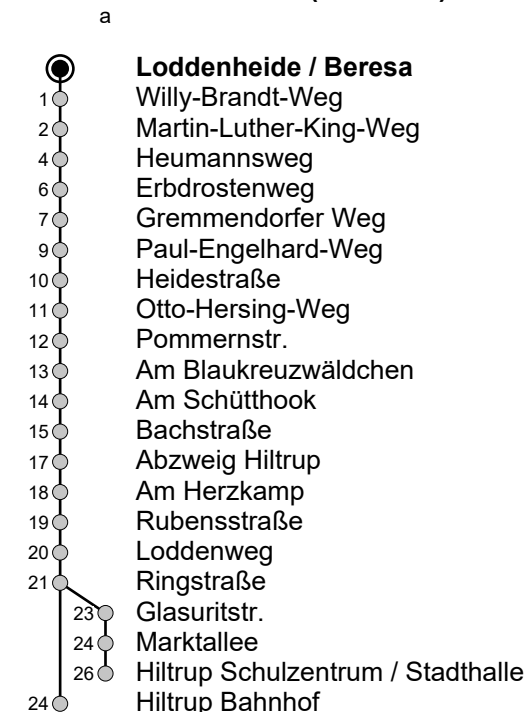 a
Loddenheide / Beresa
1 Willy-Brandt-Weg
2 Martin-Luther-King-Weg
4 Heumannsweg
6 Erbdrostenweg
7 Gremmendorfer Weg
9 Paul-Engelhard-Weg
10 Heidestraße
11 Otto-Hersing-Weg
12 Pommernstr.
13 Am Blaukreuzwäldchen
14 Am Schütthook
15 Bachstraße
17 Abzweig Hiltrup
18 Am Herzkamp
19 Rubensstraße
20 Loddenweg
21 Ringstraße
23 Glasuritstr.
24 Marktallee
26 Hiltrup Schulzentrum / Stadthalle
24 Hiltrup Bahnhof